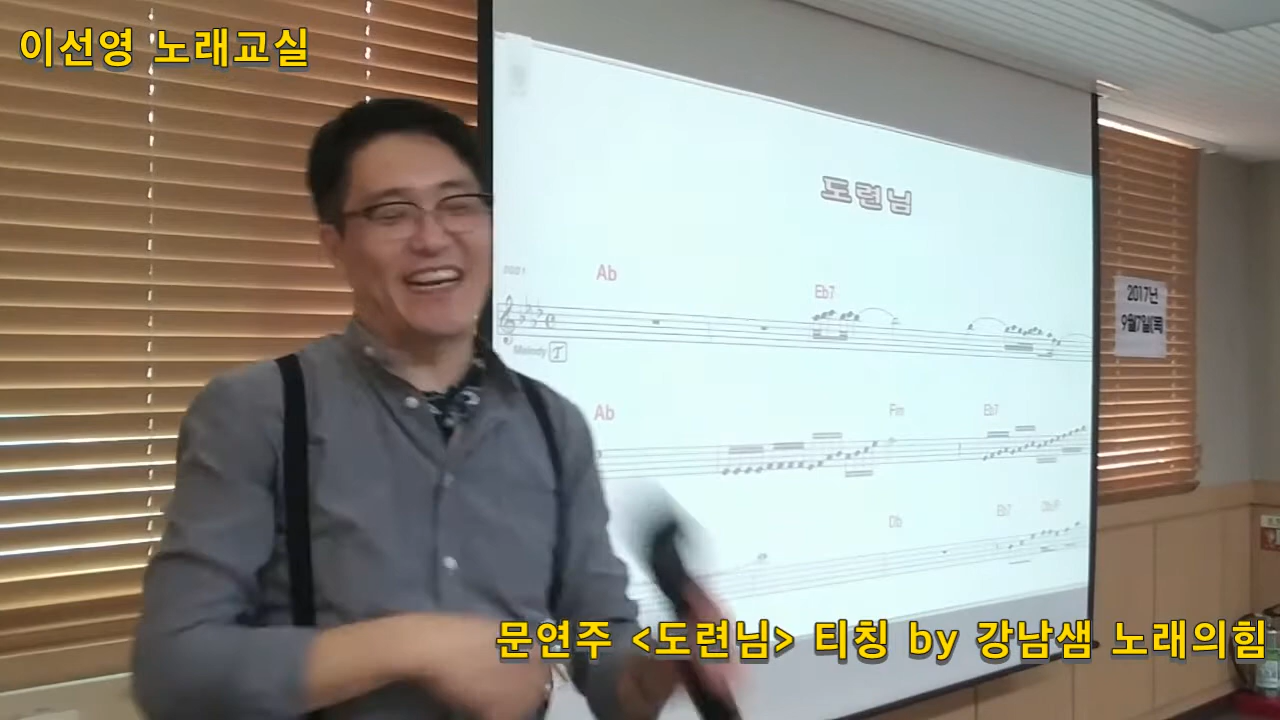 이선영 노래교실
도련님
Ab
Eb7
2017년
9월7일(목)
Melody
Ab
Fm
Eb7
Db
Eb7
문연주 <도련님> 티칭 by 강남샘 노래의힘